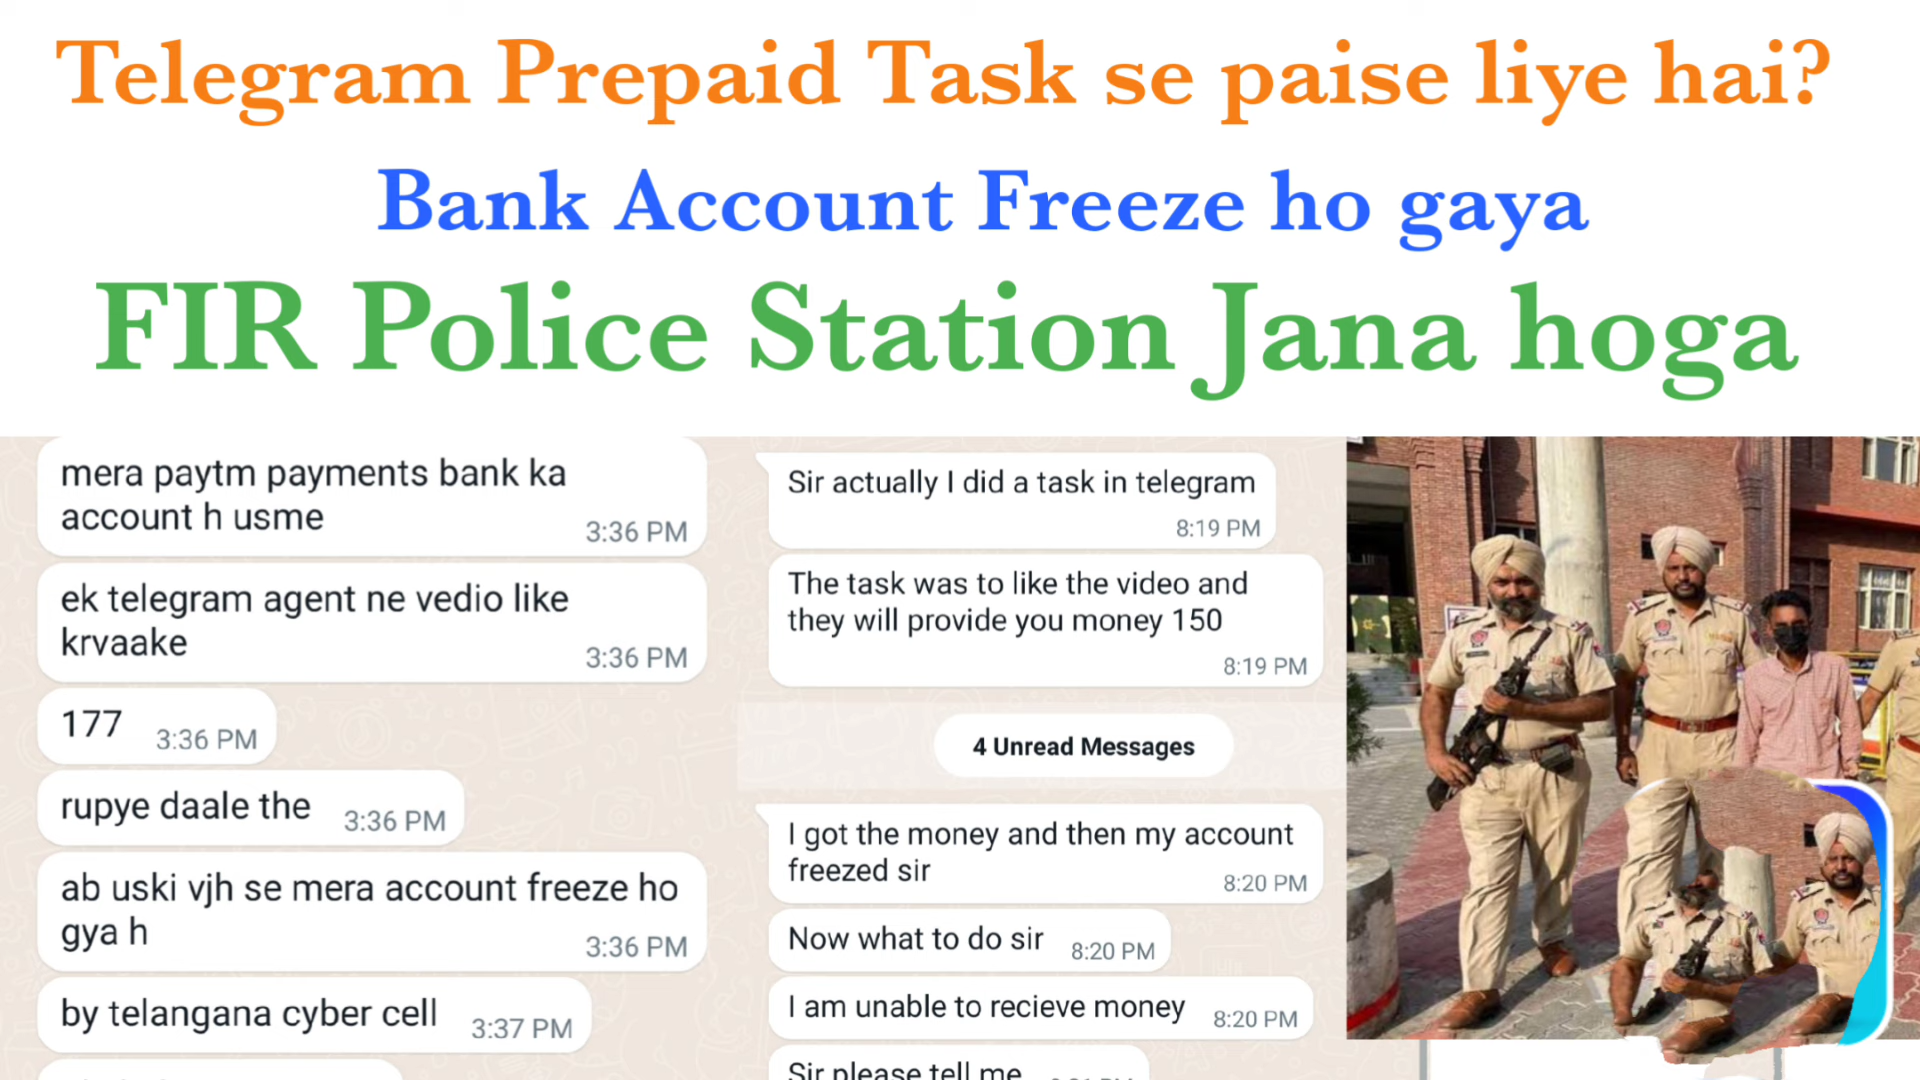 Telegram Prepaid Task se paise liye hai?
Bank Account Freeze ho gaya
FIR Police Station Jana hoga
mera paytm payments bank ka
account h usme
3:36 PM
ek telegram agent ne vedio like
krvaake
3:36 PM
177 3:36 PM
rupye daale the 3:36 PM
ab uski vjh se mera account freeze ho
gya h
3:36 PM
by telangana cyber cell 3:37 PM
Sir actually I did a task in telegram
8:19 PM
The task was to like the video and
they will provide you money 150
8:19 PM
4 Unread Messages
I got the money and then my account
freezed sir
8:20 PM
Now what to do sir 8:20 PM
I am unable to recieve money 8:20 PM
Sir please tell me